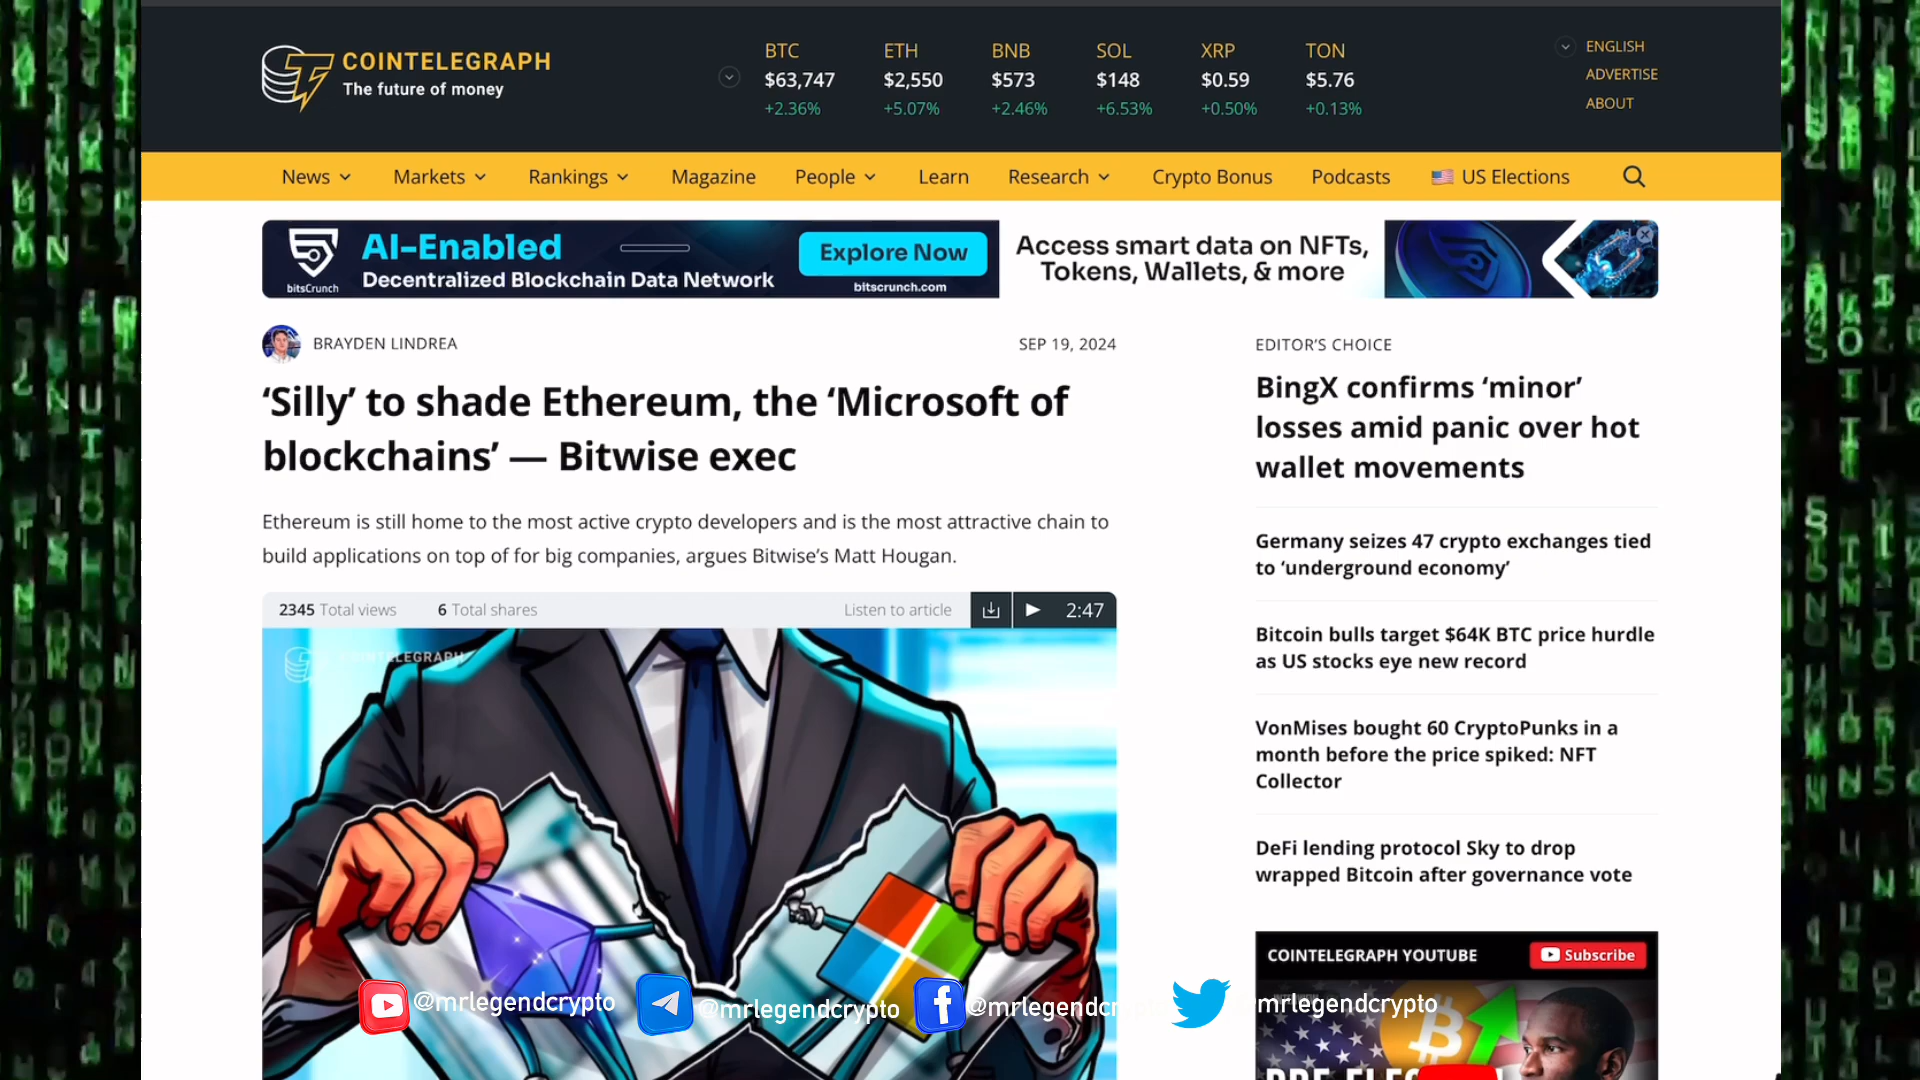 COINTELEGRAPH
The future of money
BTC
$63,747
+2.36%
ETH
$2,550
+5.07%
BNB
$573
+2.46%
SOL
$148
+6.53%
XRP
$0.59
+0.50%
TON
$5.76
+0.13%
ENGLISH
ADVERTISE
ABOUT
News
Markets
Rankings
Magazine
People
Learn
Research
Crypto Bonus
Podcasts
US Elections
bitsCrunch
AI-Enabled
Decentralized Blockchain Data Network
Explore Now
bitscrunch.com
Access smart data on NFTs,
Tokens, Wallets, & more
Ad
BRAYDEN LINDREA
SEP 19, 2024
‘Silly’ to shade Ethereum, the ‘Microsoft of
blockchains’ — Bitwise exec
Ethereum is still home to the most active crypto developers and is the most attractive chain to
build applications on top of for big companies, argues Bitwise’s Matt Hougan.
2345 Total views
6 Total shares
Listen to article
2:47
COINTELEGRAPH
EDITOR’S CHOICE
BingX confirms ‘minor’
losses amid panic over hot
wallet movements
Germany seizes 47 crypto exchanges tied
to ‘underground economy’
Bitcoin bulls target $64K BTC price hurdle
as US stocks eye new record
VonMises bought 60 CryptoPunks in a
month before the price spiked: NFT
Collector
DeFi lending protocol Sky to drop
wrapped Bitcoin after governance vote
COINTELEGRAPH YOUTUBE
Subscribe
@mrlegendcrypto
@mrlegendcrypto
@mrlegendcrypto
@mrlegendcrypto